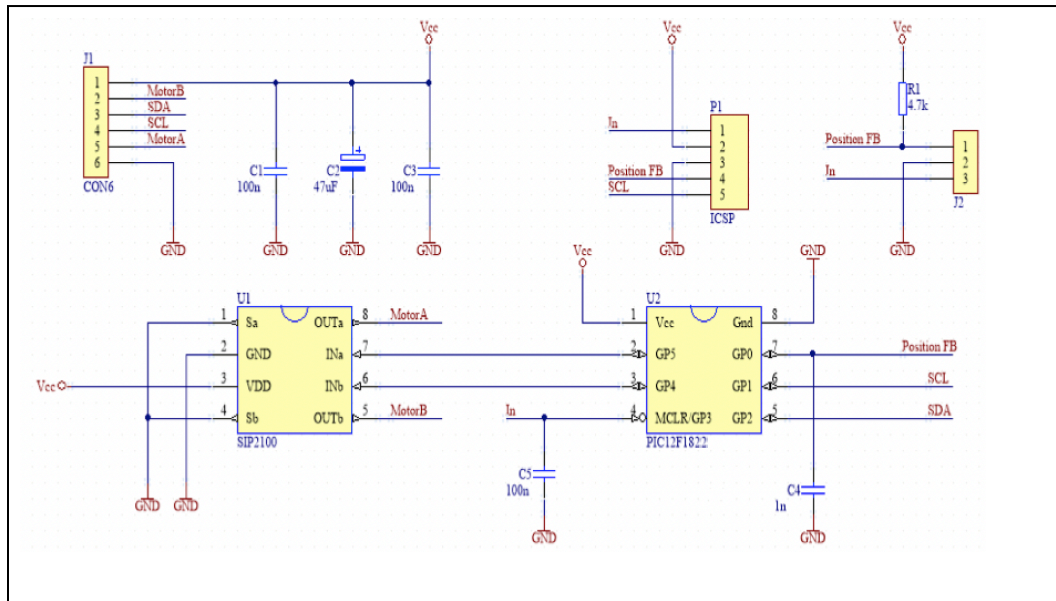 J1
1
2
3
4
5
6
MotorB
SDA
SCL
MotorA
CON6
Vcc
C1
100n
C2
+
47uF
C3
100n
GND
GND
GND
GND
Vcc
P1
Jn
1
2
3
4
5
Position FB
SCL
ICSP
GND
Vcc
R1
4.7k
Position FB
Jn
1
2
3
J2
GND
U1
1 Sa OUTa 8 MotorA
2 GND INa 7
Vcc 3 VDD INb 6
4 Sb OUTb 5 MotorB
SIP2100
GND GND
Vcc
GND
U2
1 Vcc Gnd 8
2 GP5 GP0 7 Position FB
3 GP4 GP1 6 SCL
Jn 4 MCLR/GP3 GP2 5 SDA
PIC12F1822
C5
100n
GND
C4
1n
GND